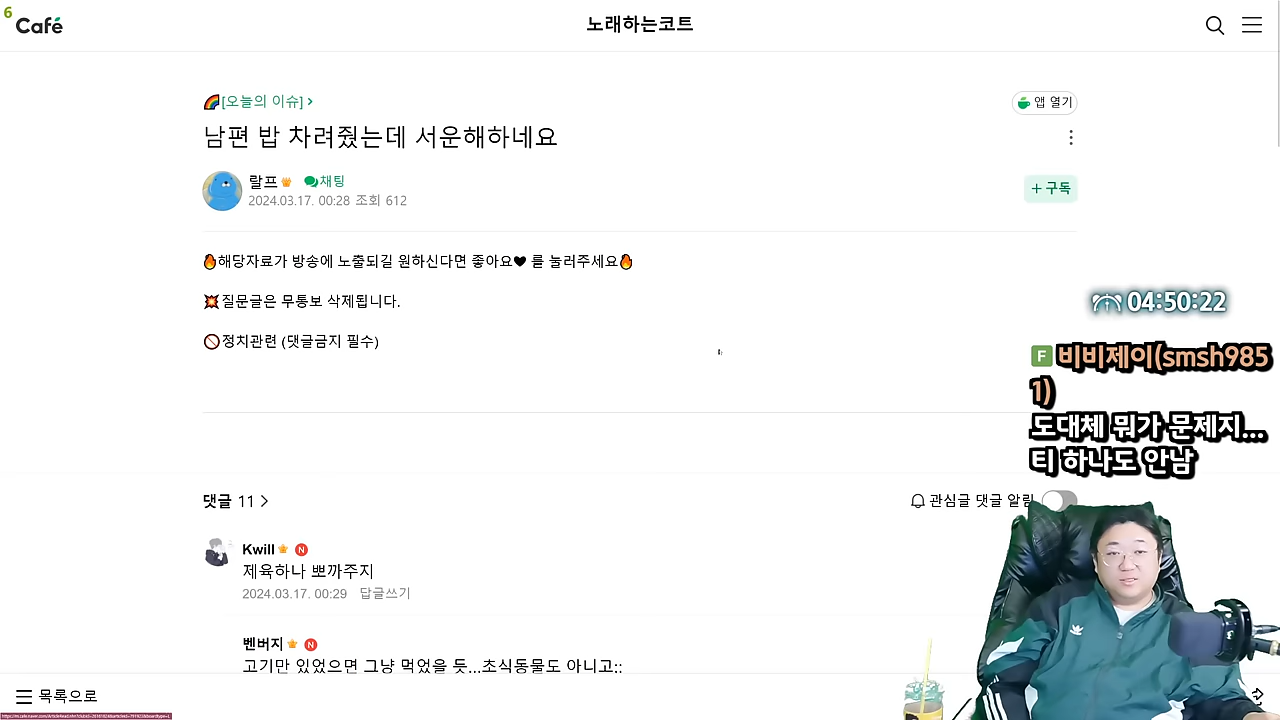 6
Café
노래하는코트
[오늘의 이슈] >
앱 열기
남편 밥 차려줬는데 서운해하네요
랄프 채팅
2024.03.17. 00:28 조회 612
+ 구독
해당자료가 방송에 노출되길 원하신다면 좋아요♥ 를 눌러주세요
질문글은 무통보 삭제됩니다.
정치관련 (댓글금지 필수)
04:50:22
F 비비제이(smsh985
1)
도대체 뭐가 문제지...
티 하나도 안남
댓글 11 >
관심글 댓글 알림
Kwill N
제육하나 뽀까주지
2024.03.17. 00:29 답글쓰기
벤버지 N
고기만 있었으면 그냥 먹었을 듯...초식동물도 아니고::
목록으로